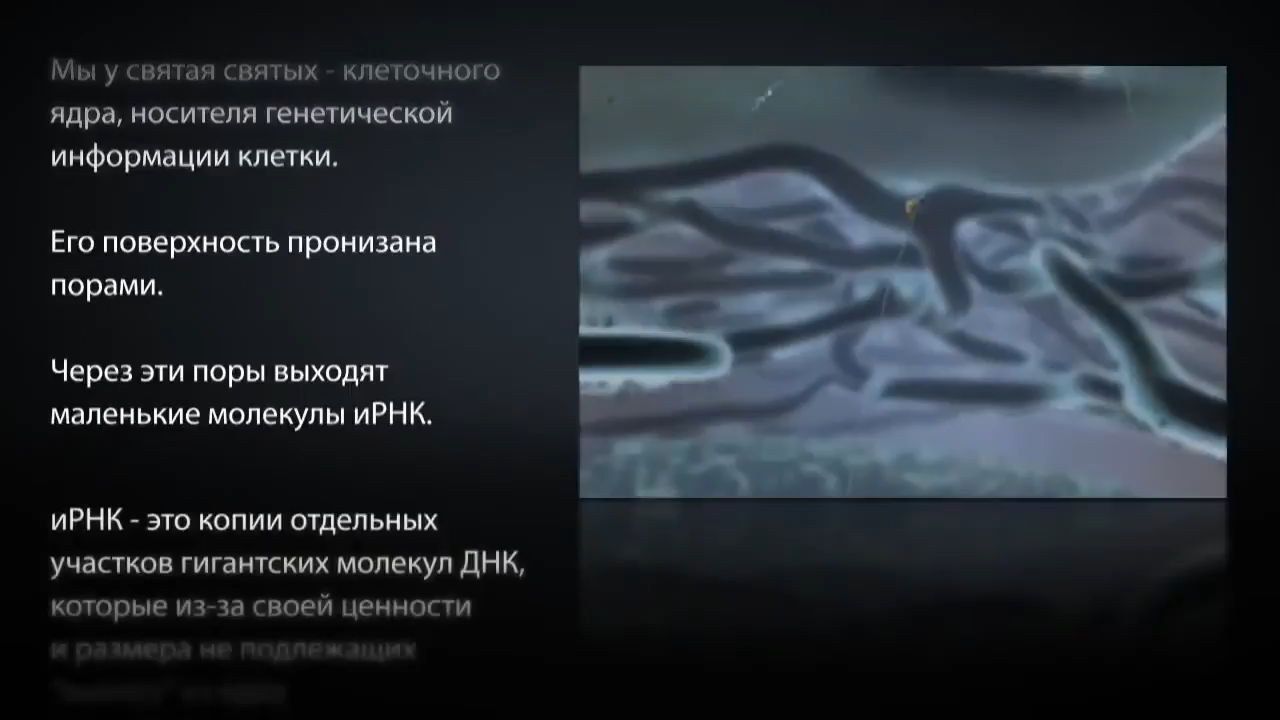 Мы у святая святых - клеточного
ядра, носителя генетической
информации клетки.
Его поверхность пронизана
порами.
Через эти поры выходят
маленькие молекулы иРНК.
иРНК - это копии отдельных
участков гигантских молекул ДНК,
которые из-за своей ценности
и размера не подлежащих